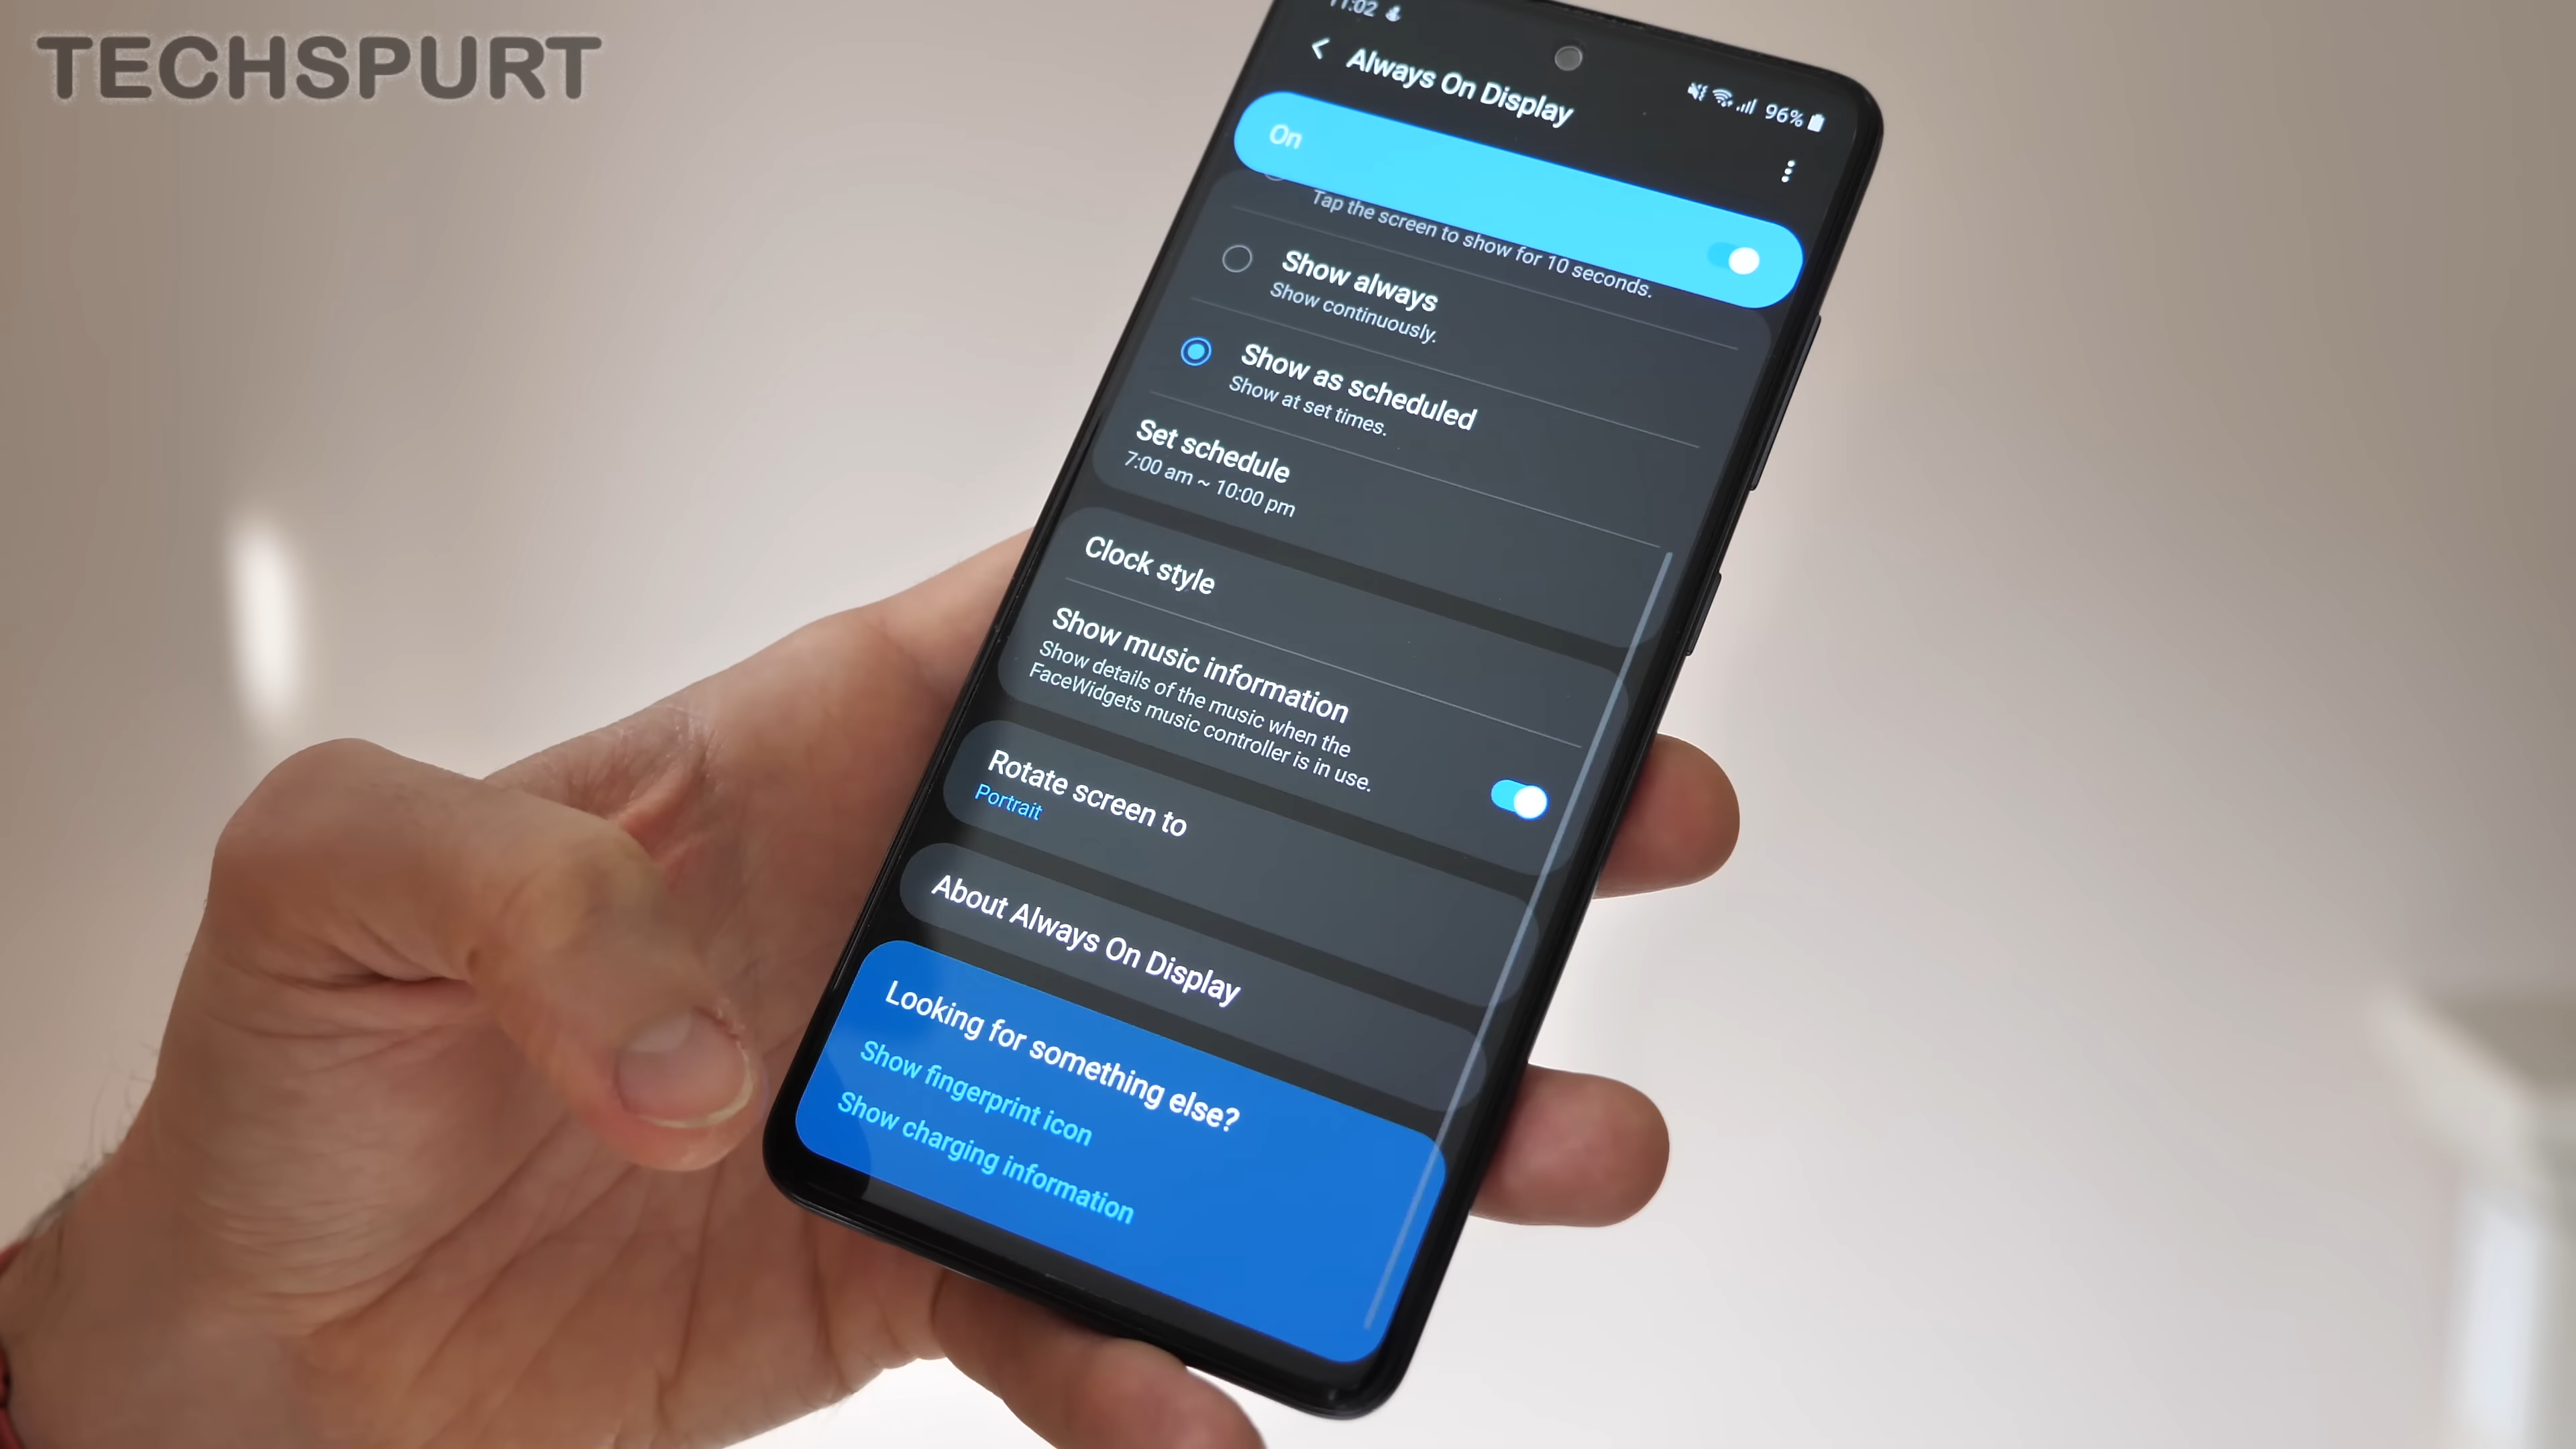 TECHSPURT
11:02
96%
Always On Display
On
Tap the screen to show for 10 seconds.
Show always
Show continuously.
Show as scheduled
Show at set times.
Set schedule
7:00 am ~ 10:00 pm
Clock style
Show music information
Show details of the music when the
FaceWidgets music controller is in use.
Rotate screen to
Portrait
About Always On Display
Looking for something else?
Show fingerprint icon
Show charging information